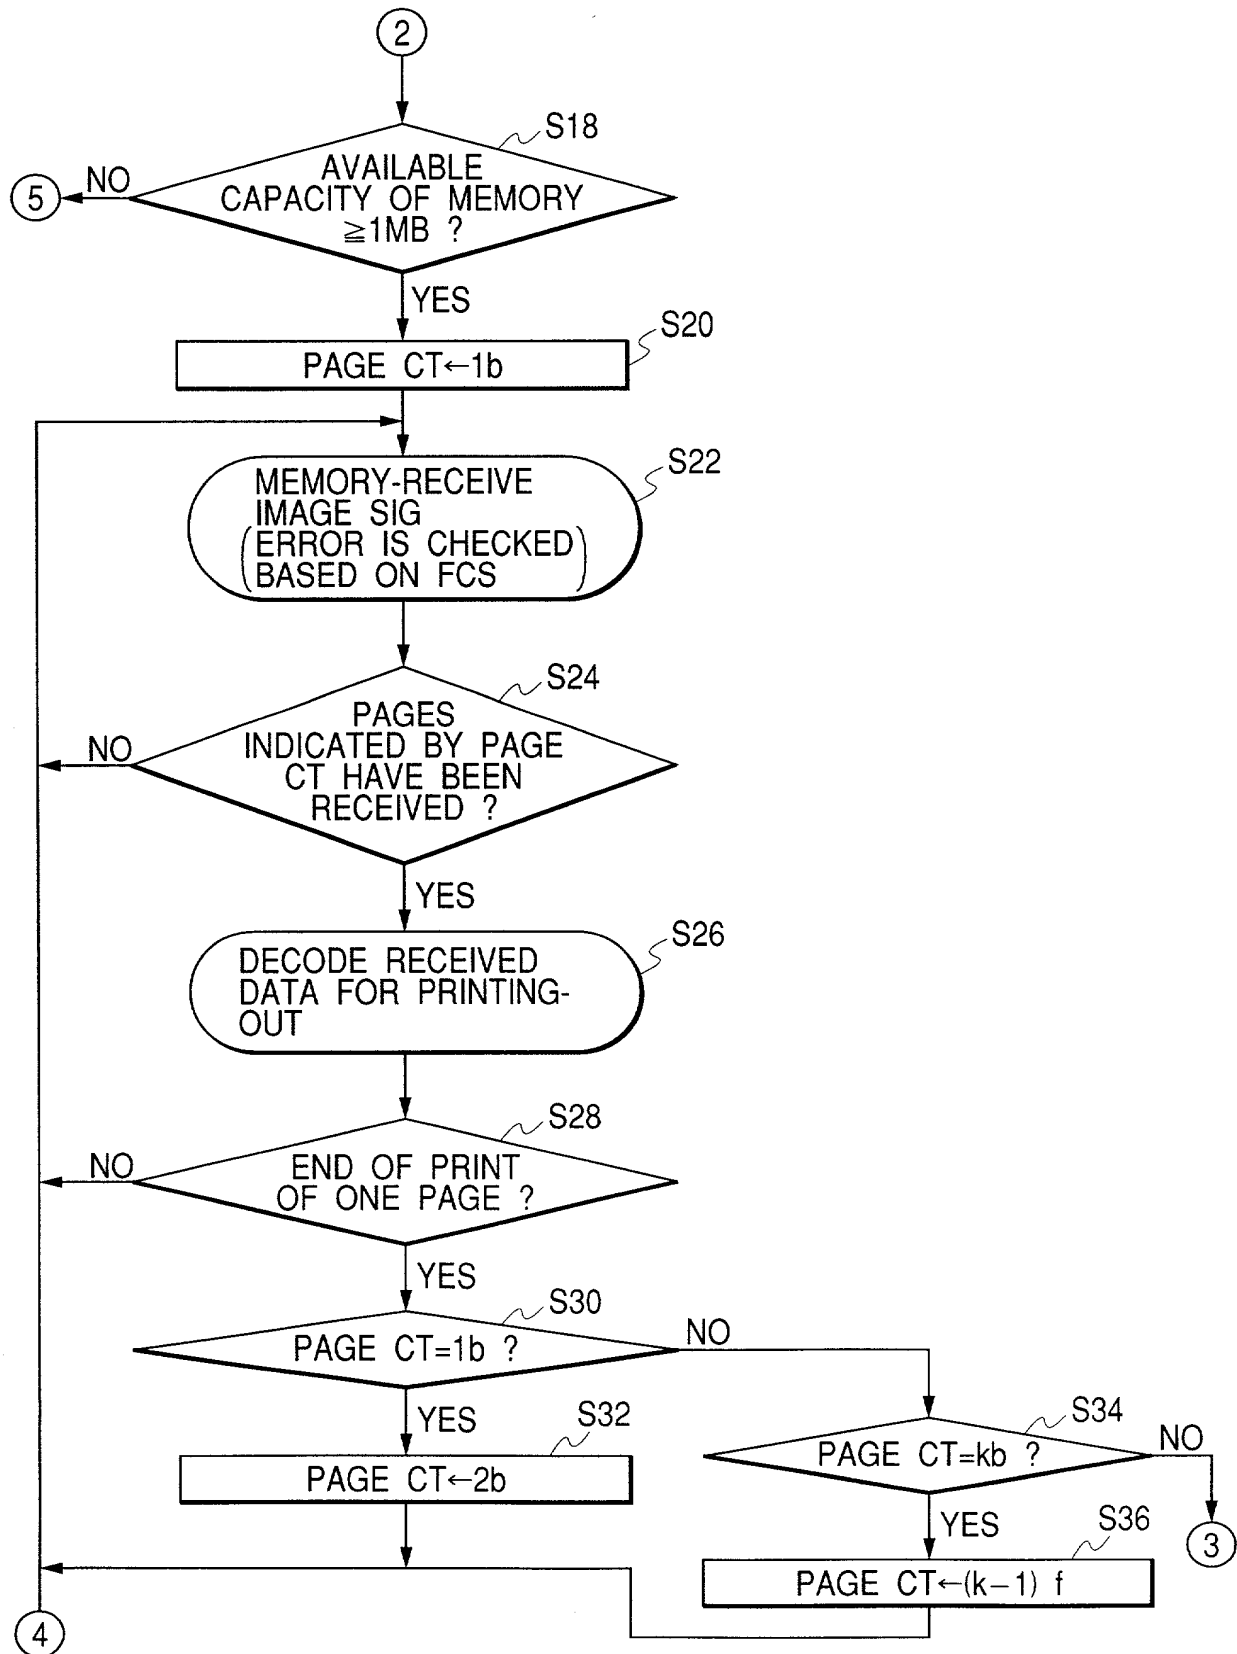 2
S18
AVAILABLE
CAPACITY OF MEMORY
≧1MB ?
NO
5
YES
S20
PAGE CT←1b
S22
MEMORY-RECEIVE
IMAGE SIG
(ERROR IS CHECKED
BASED ON FCS)
S24
PAGES
INDICATED BY PAGE
CT HAVE BEEN
RECEIVED ?
NO
YES
S26
DECODE RECEIVED
DATA FOR PRINTING-
OUT
S28
END OF PRINT
OF ONE PAGE ?
NO
YES
S30
PAGE CT=1b ?
NO
YES
S32
PAGE CT←2b
S34
PAGE CT=kb ?
NO
3
YES
S36
PAGE CT←(k−1) f
4